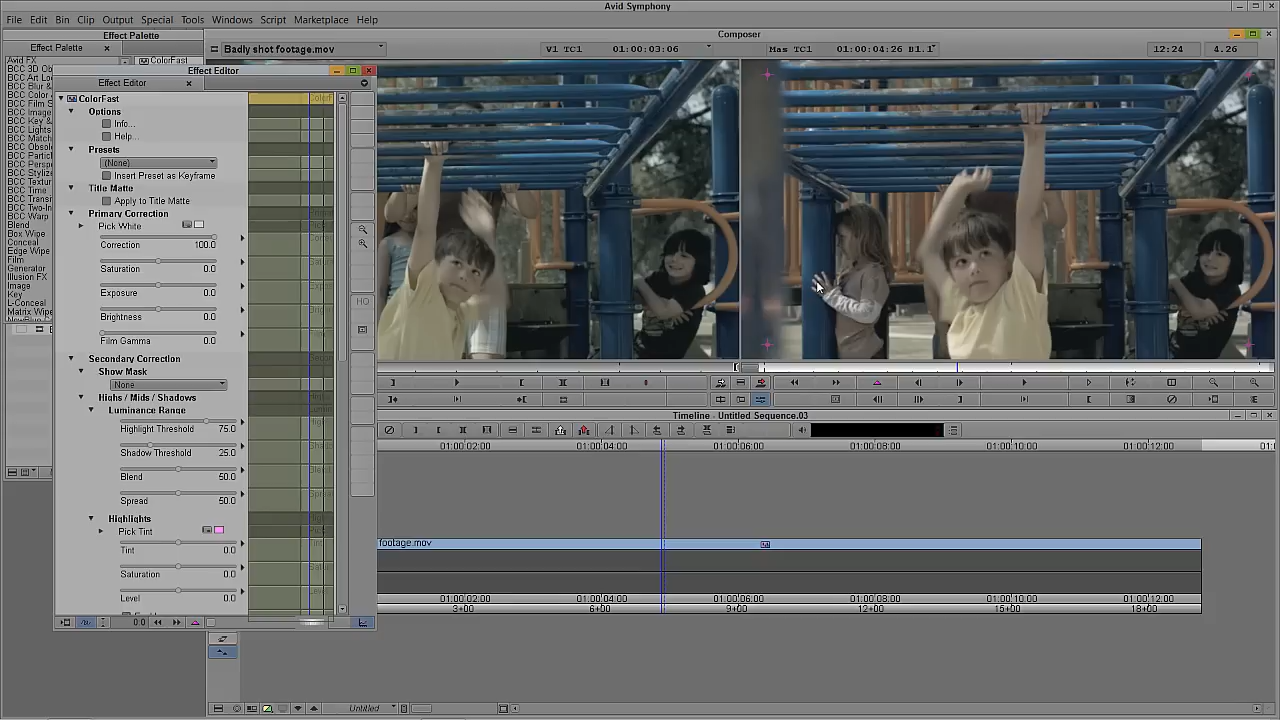 Avid Symphony
File Edit Bin Clip Output Special Tools Windows Script Marketplace Help
Effect Palette
Composer
Effect Palette
Badly shot footage.mov
V1 TC1 01:00:03:06
Mas TC1 01:00:04:26 B1.1
12:24
4.26
Avid FX
ColorFast
Effect Editor
Effect Editor
ColorFast
Options
Info...
Help...
Presets
(None)
Insert Preset as Keyframe
Title Matte
Apply to Title Matte
Primary Correction
Pick White
Correction 100.0
Saturation 0.0
Exposure 0.0
Brightness 0.0
Film Gamma 0.0
Secondary Correction
Show Mask
None
Highs / Mids / Shadows
Luminance Range
Highlight Threshold 75.0
Shadow Threshold 25.0
Blend 50.0
Spread 50.0
Highlights
Pick Tint
Tint 0.0
Saturation 0.0
Level 0.0
Blend
Box Wipe
Conceal
Edge Wipe
Film
Generator
Illusion FX
Image
Key
L-Conceal
Matrix Wipe
HQ
Timeline - Untitled Sequence.03
01:00:02:00 01:00:04:00 01:00:06:00 01:00:08:00 01:00:10:00 01:00:12:00
footage.mov
01:00:02:00 01:00:04:00 01:00:06:00 01:00:08:00 01:00:10:00 01:00:12:00
3+00 6+00 9+00 12+00 15+00 18+00
0.0
Untitled